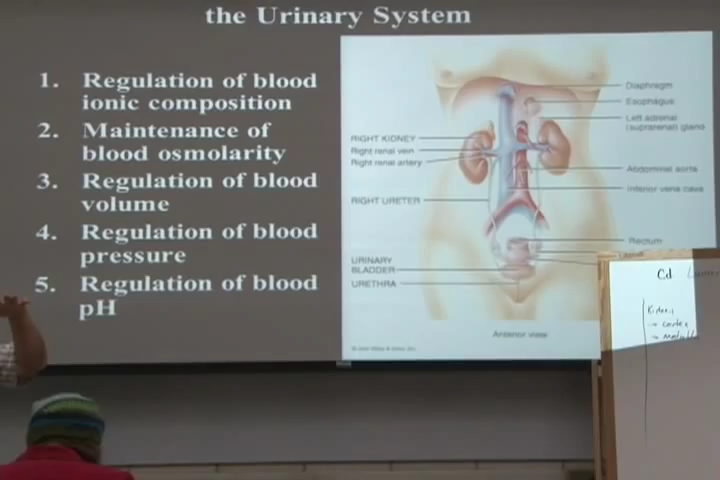 the Urinary System
1. Regulation of blood
ionic composition
2. Maintenance of
blood osmolarity
3. Regulation of blood
volume
4. Regulation of blood
pressure
5. Regulation of blood
pH
Diaphragm
Esophagus
Left adrenal
(suprarenal) gland
RIGHT KIDNEY
Right renal vein
Right renal artery
Abdominal aorta
Inferior vena cava
RIGHT URETER
Rectum
URINARY
BLADDER
URETHRA
Anterior view
Cd
Kidney
→ cortex